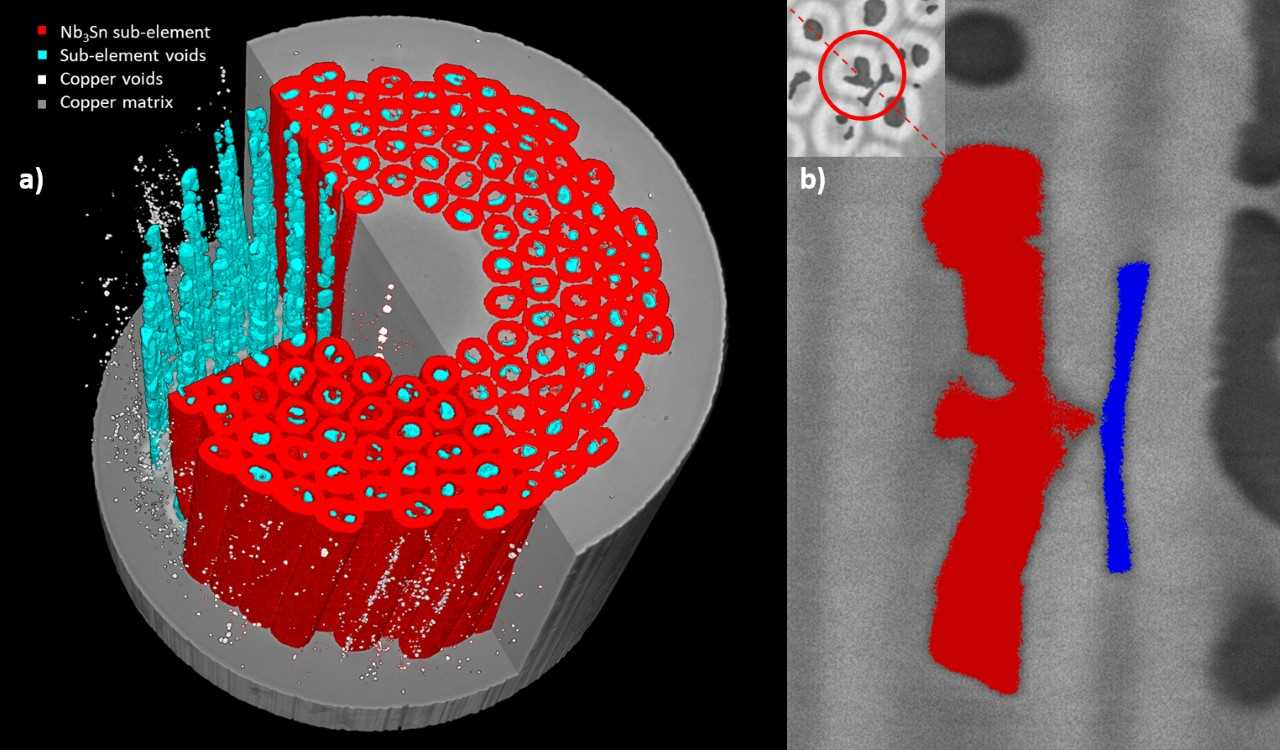 Nb₃Sn sub-element
Sub-element voids
Copper voids
Copper matrix
a)
b)